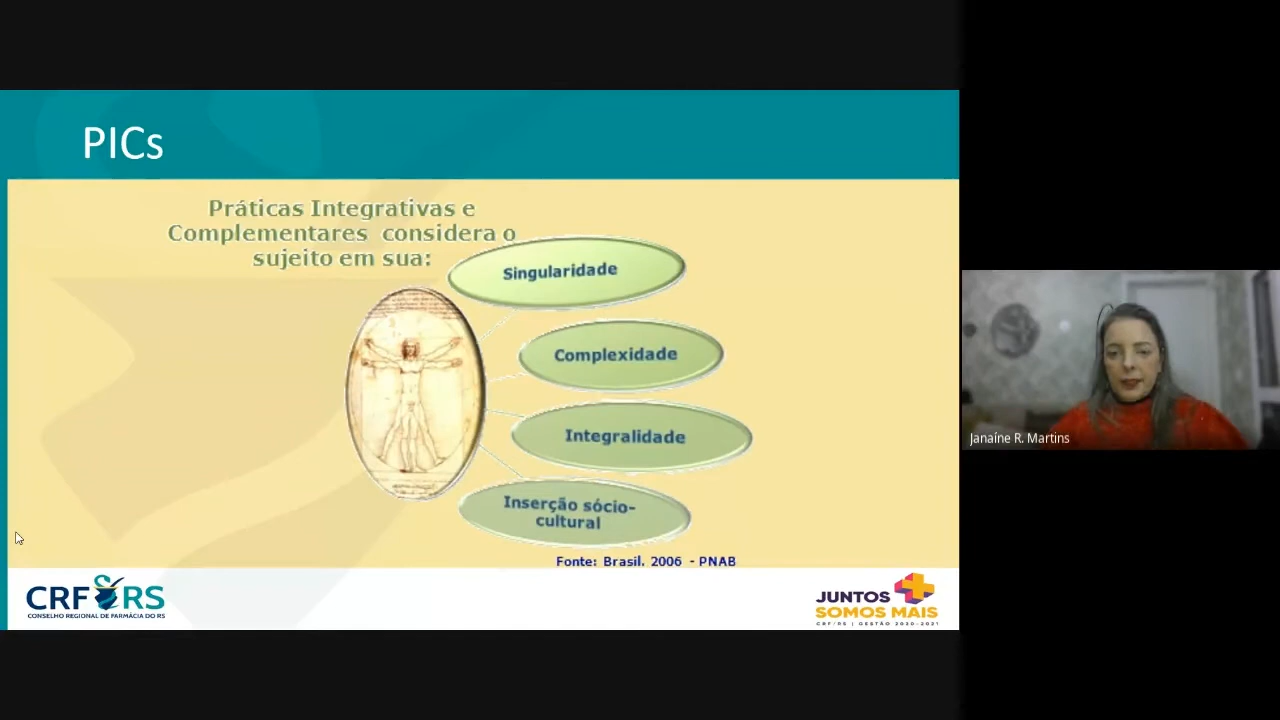 PICs
Práticas Integrativas e
Complementares considera o
sujeito em sua:
Singularidade
Complexidade
Integralidade
Inserção sócio-
cultural
Fonte: Brasil. 2006 - PNAB
CRF RS
CONSELHO REGIONAL DE FARMÁCIA DO RS
JUNTOS
SOMOS MAIS
CRF/RS | GESTÃO 2020-2021
Janaíne R. Martins